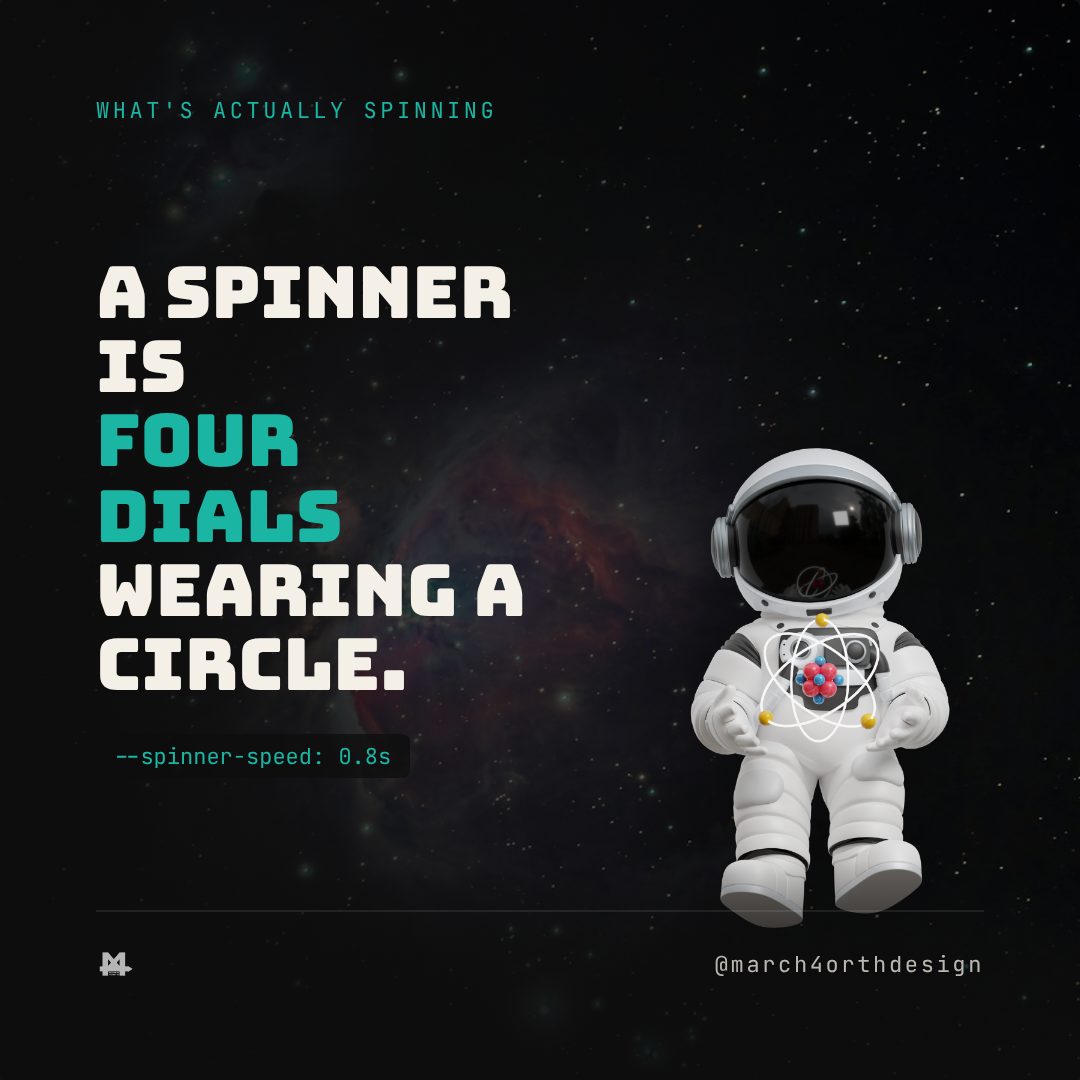 WHAT'S ACTUALLY SPINNING
A SPINNER
IS
FOUR
DIALS
WEARING A
CIRCLE.
--spinner-speed: 0.8s
M
@march4orthdesign